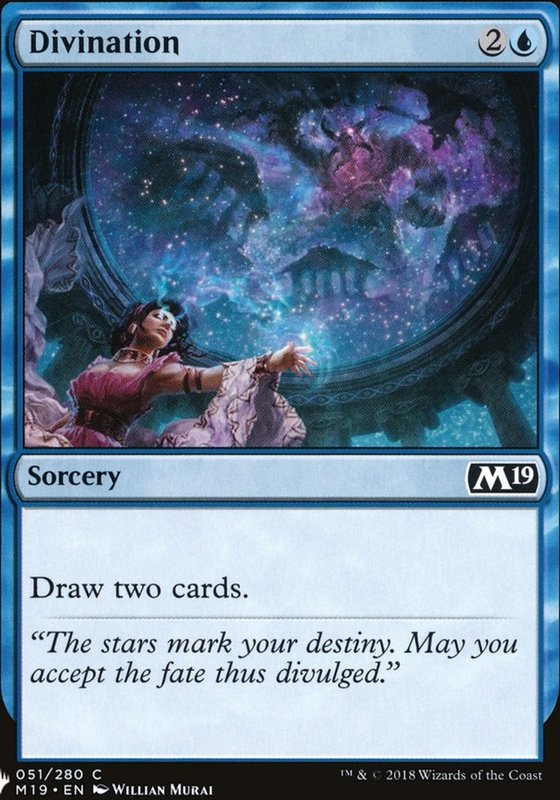 Divination 2
Sorcery M19
Draw two cards.
“The stars mark your destiny. May you
accept the fate thus divulged.”
051/280 C
M19 • EN Willian Murai
™ & © 2018 Wizards of the Coast